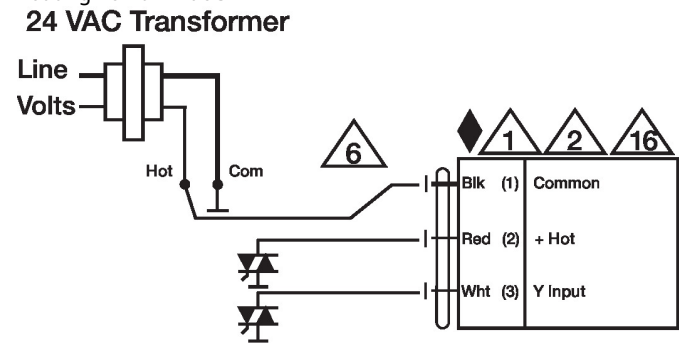 24 VAC Transformer
Line
Volts
Hot
Com
6
1
2
16
Blk (1) Common
Red (2) + Hot
Wht (3) Y Input